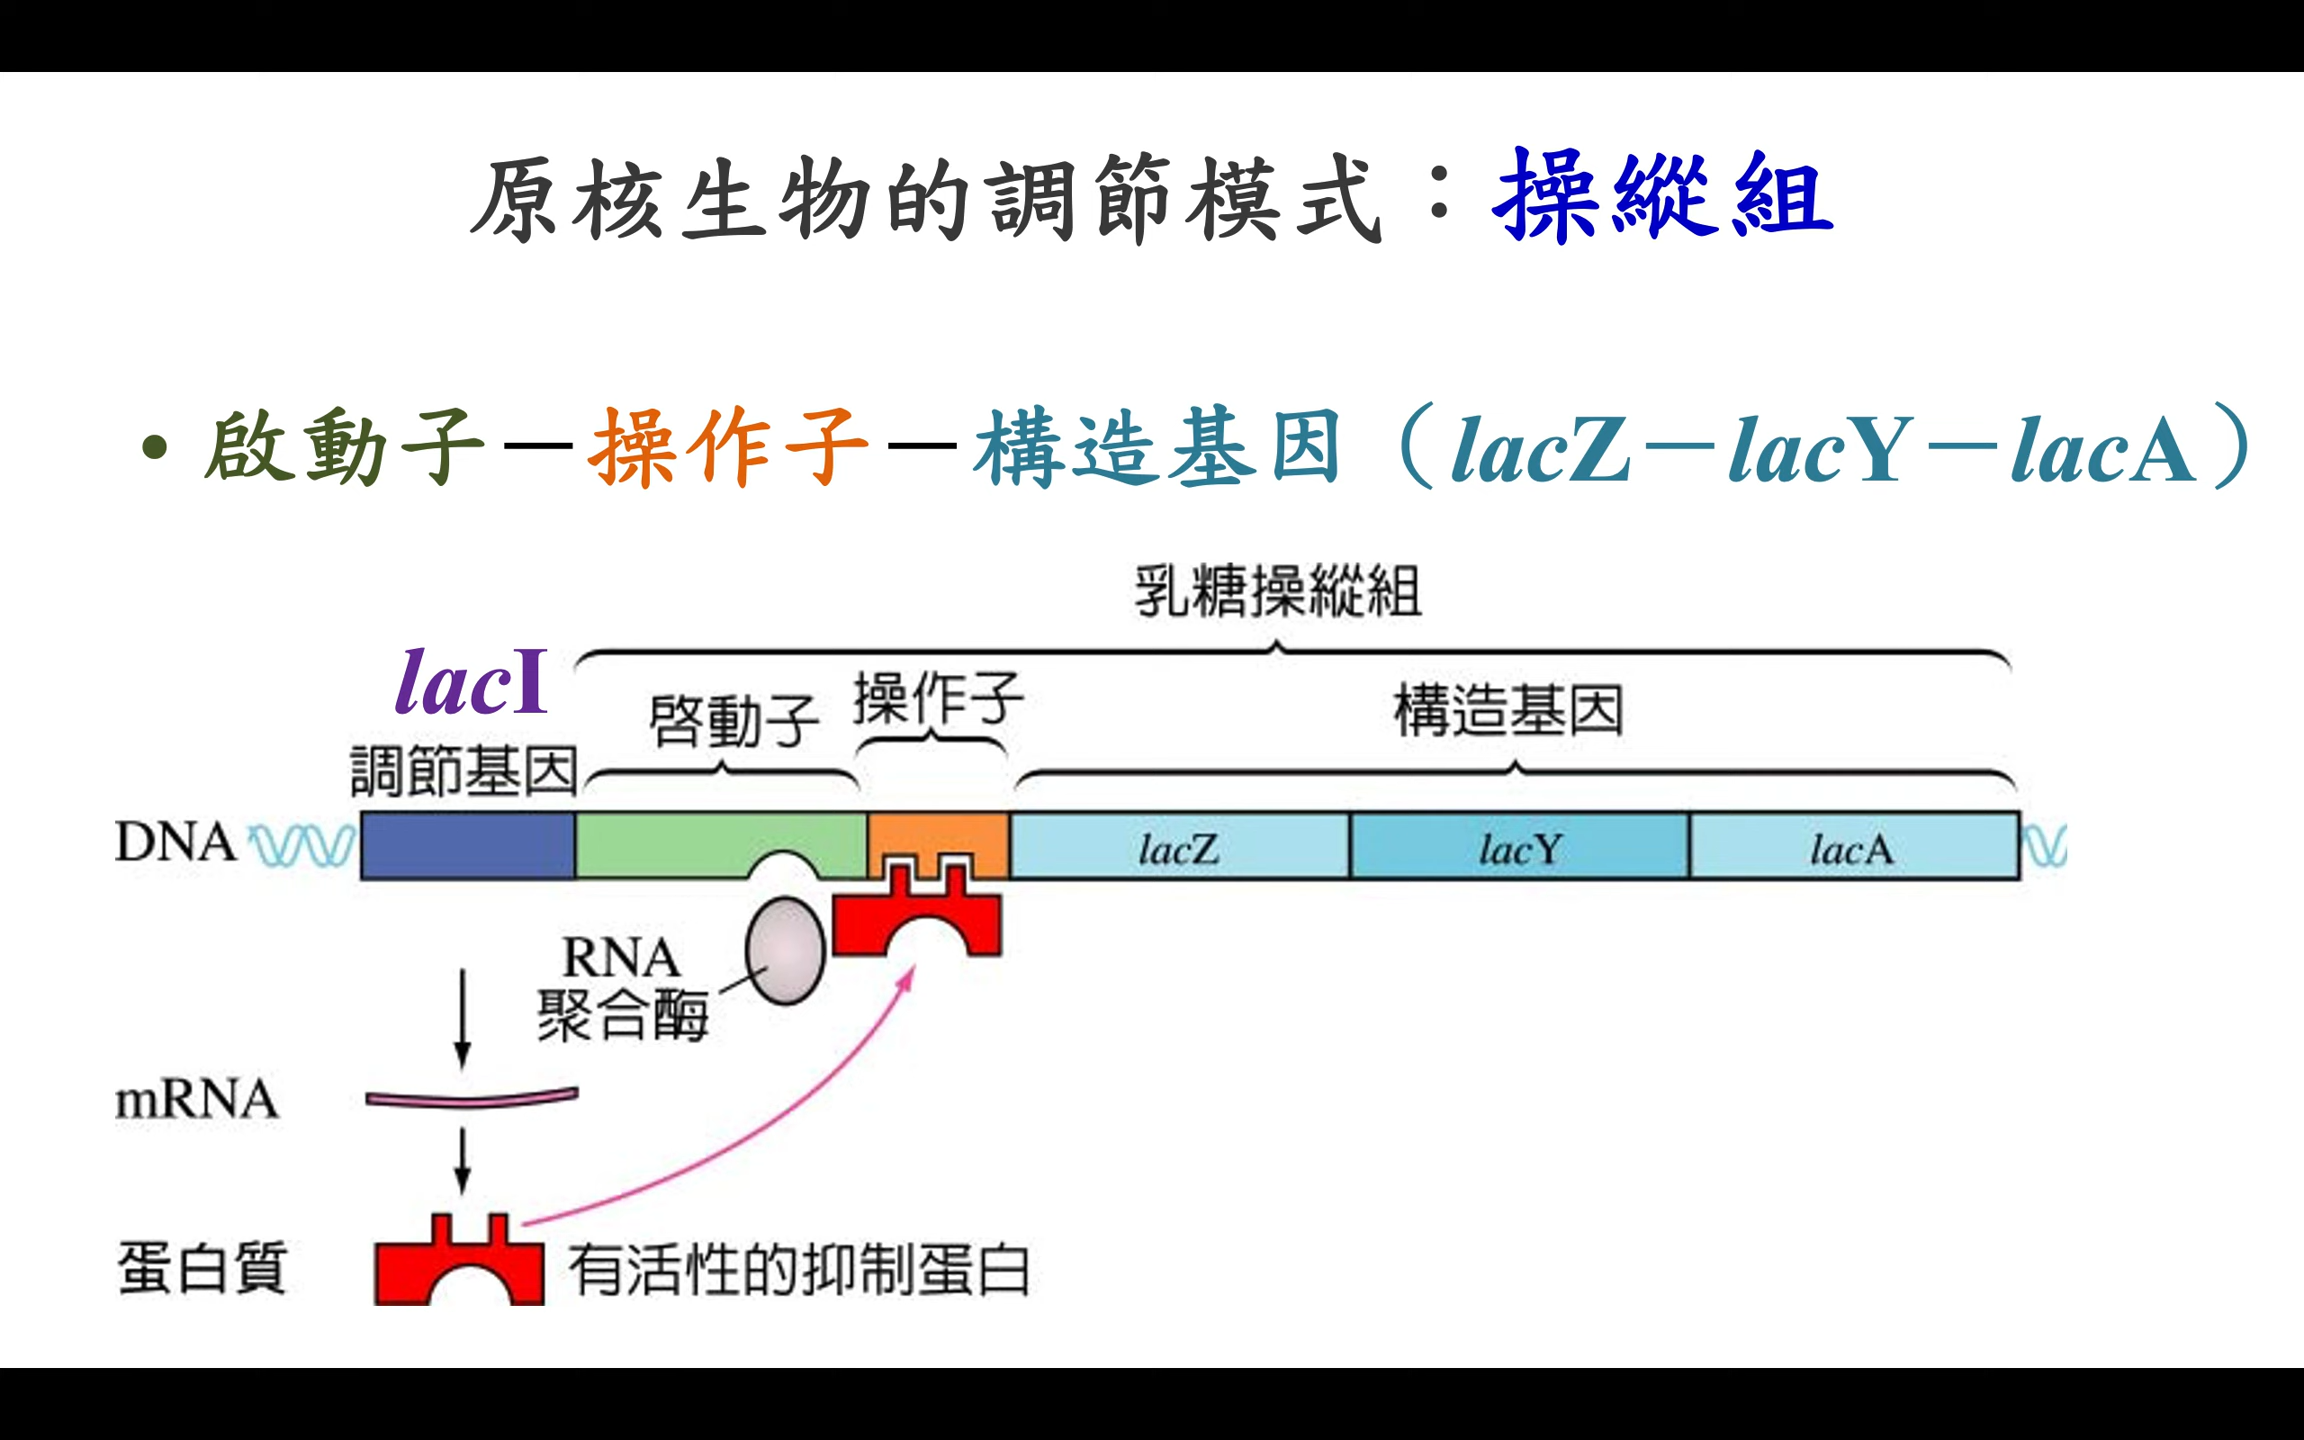 原核生物的調節模式：操縱組
• 啟動子－操作子－構造基因（lacZ－lacY－lacA）
乳糖操縱組
lacI
啓動子
操作子
構造基因
調節基因
DNA
lacZ
lacY
lacA
RNA
聚合酶
mRNA
蛋白質
有活性的抑制蛋白